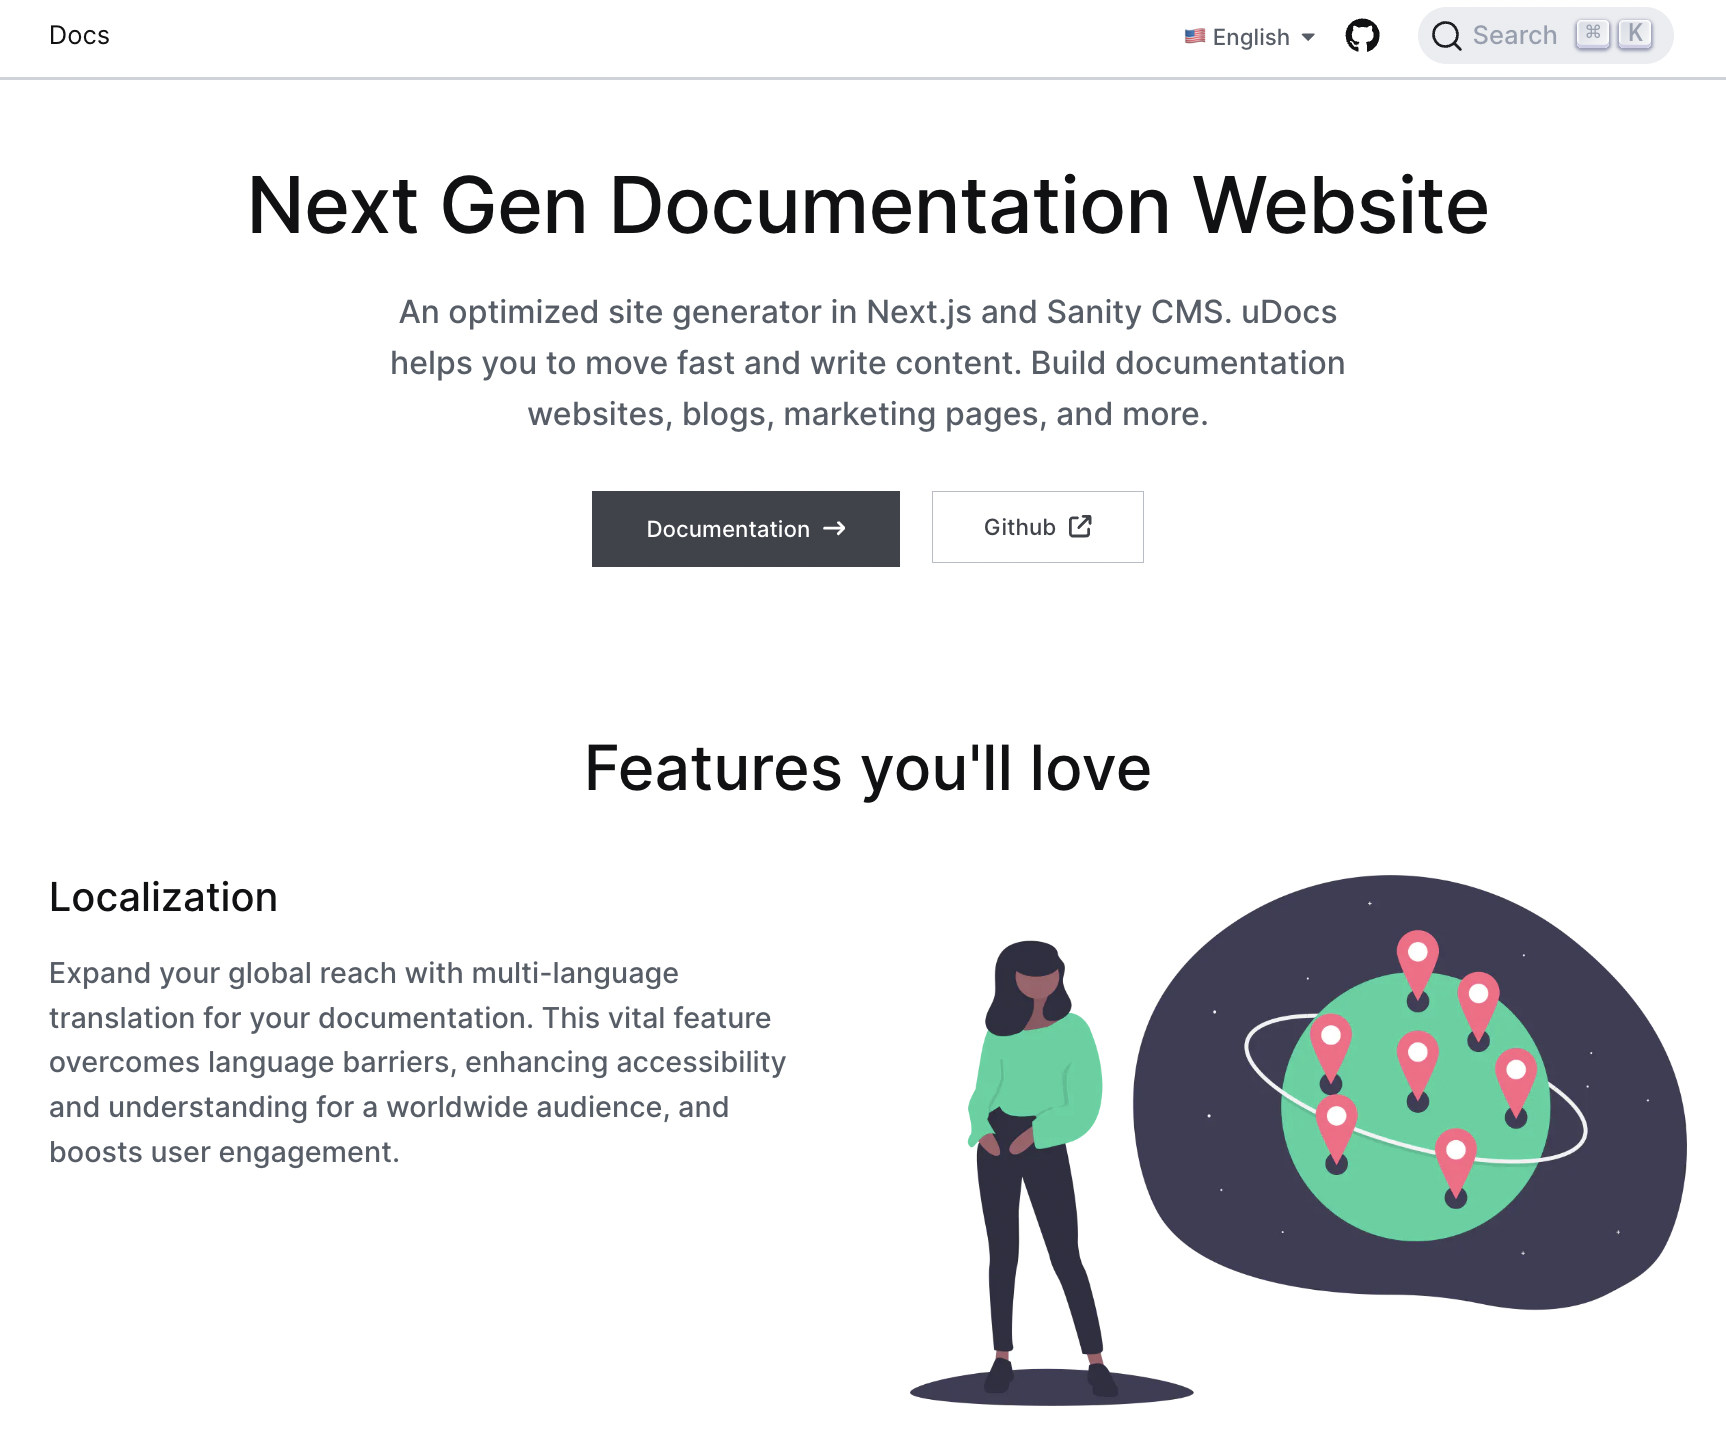 Docs
English
Search ⌘ K
Next Gen Documentation Website
An optimized site generator in Next.js and Sanity CMS. uDocs
helps you to move fast and write content. Build documentation
websites, blogs, marketing pages, and more.
Documentation →
Github
Features you'll love
Localization
Expand your global reach with multi-language
translation for your documentation. This vital feature
overcomes language barriers, enhancing accessibility
and understanding for a worldwide audience, and
boosts user engagement.